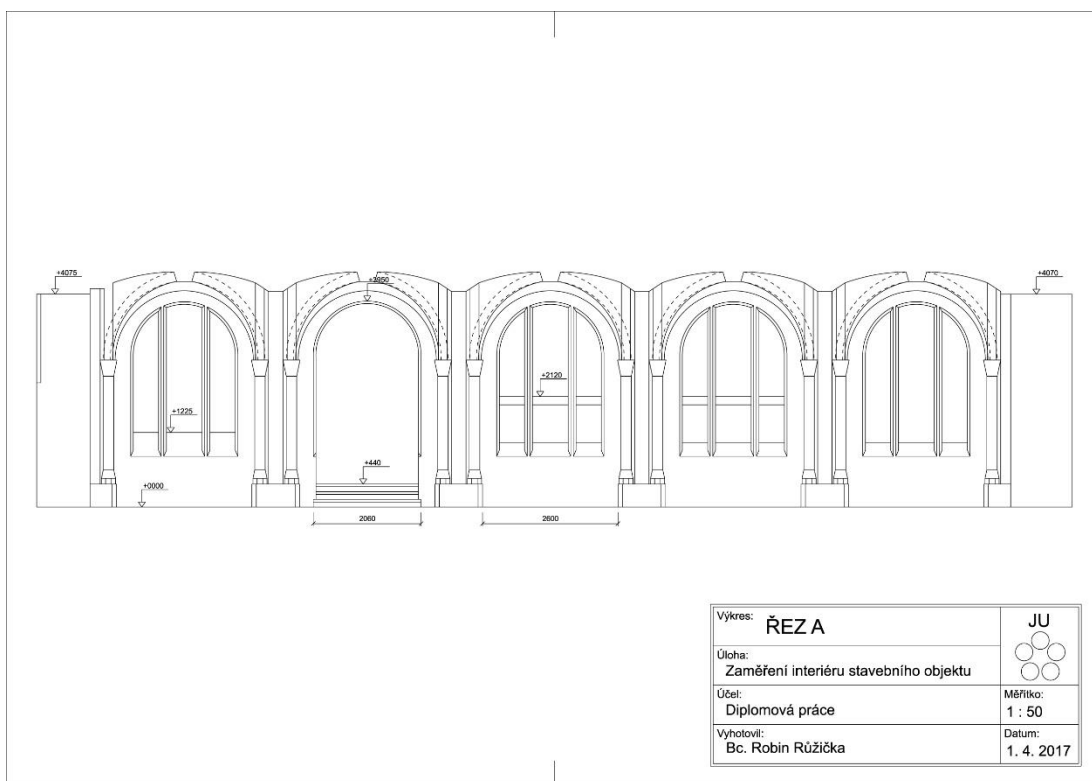 +4075
+3950
+4070
+2120
+1225
+440
+0000
2060
2600
Výkres:
ŘEZ A
JU
Úloha:
Zaměření interiéru stavebního objektu
Účel:
Diplomová práce
Měřítko:
1 : 50
Vyhotovil:
Bc. Robin Růžička
Datum:
1. 4. 2017